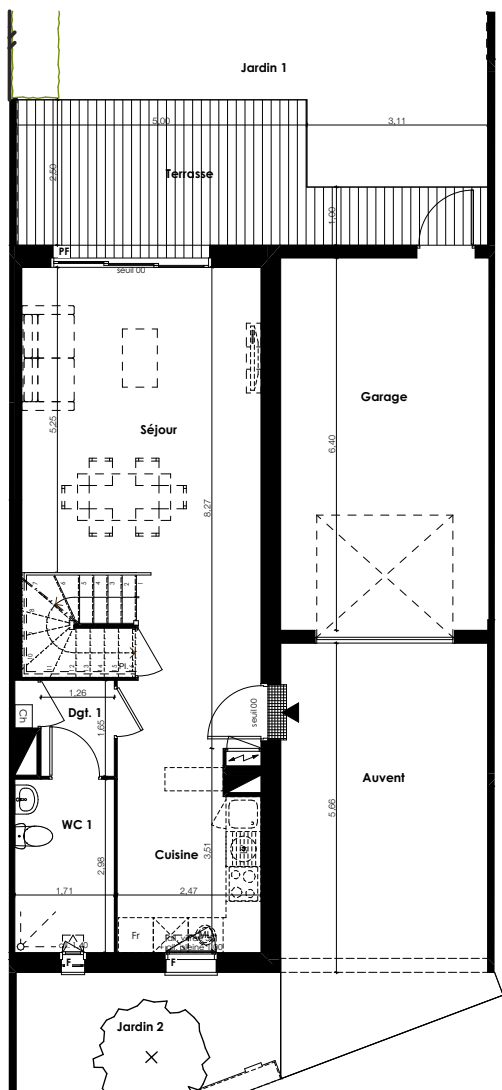 Jardin 1
5.00
3.11
2.50
Terrasse
1.00
PF
seuil 00
Garage
5.25
Séjour
6.40
8.27
1.26
Dgt. 1
Ch
1.65
seuil 00
Auvent
5.66
WC 1
Cuisine
3.51
2.98
1.71
2.47
Fr
F
F
Jardin 2